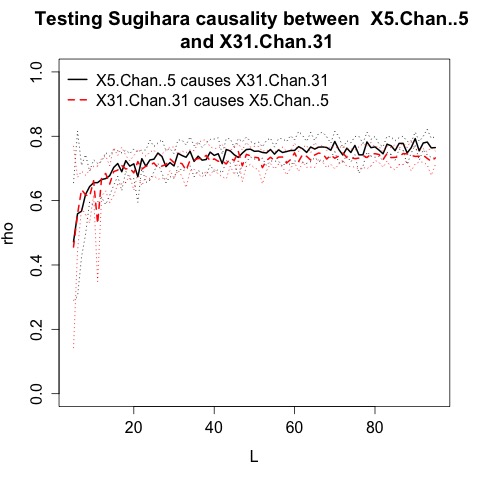 Testing Sugihara causality between  X5.Chan..5
and X31.Chan.31
X5.Chan..5 causes X31.Chan.31
X31.Chan.31 causes X5.Chan..5
1.0
0.8
0.6
0.4
0.2
0.0
rho
20 40 60 80
L